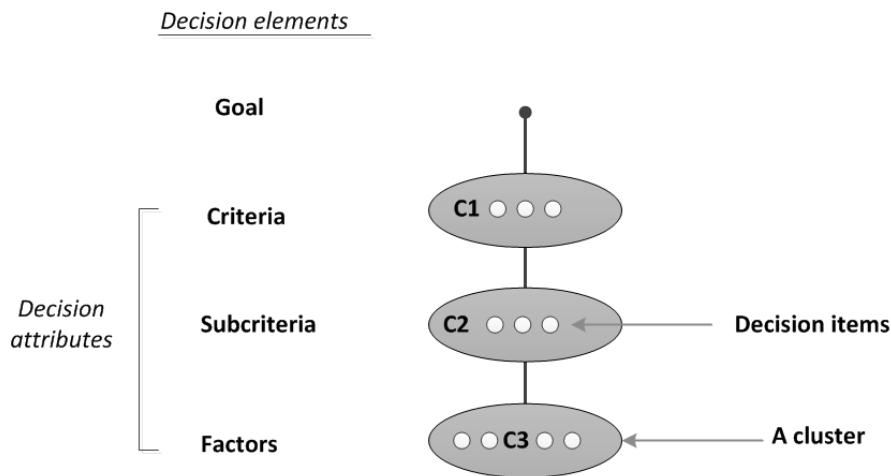 Decision elements
Goal
Criteria
C1
Decision
attributes
Subcriteria
C2
Decision items
Factors
C3
A cluster